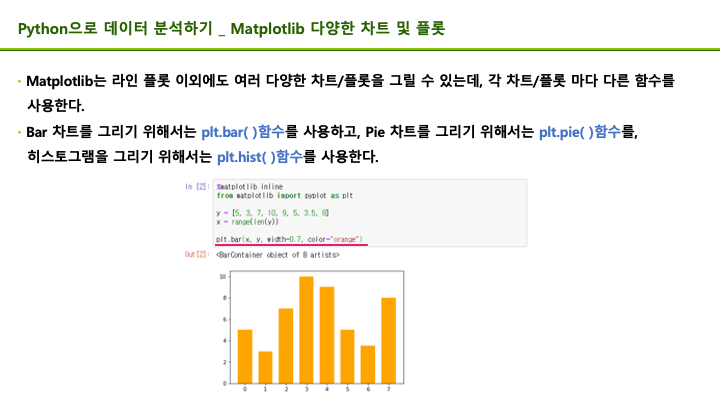 Python으로 데이터 분석하기 _ Matplotlib 다양한 차트 및 플롯
· Matplotlib는 라인 플롯 이외에도 여러 다양한 차트/플롯을 그릴 수 있는데, 각 차트/플롯 마다 다른 함수를
사용한다.
· Bar 차트를 그리기 위해서는 plt.bar( )함수를 사용하고, Pie 차트를 그리기 위해서는 plt.pie( )함수를,
히스토그램을 그리기 위해서는 plt.hist( )함수를 사용한다.
In [2]: %matplotlib inline
from matplotlib import pyplot as plt
y = [5, 3, 7, 10, 9, 5, 3.5, 8]
x = range(len(y))
plt.bar(x, y, width=0.7, color="orange")
Out[2]: <BarContainer object of 8 artists>
10
8
6
4
2
0
0 1 2 3 4 5 6 7